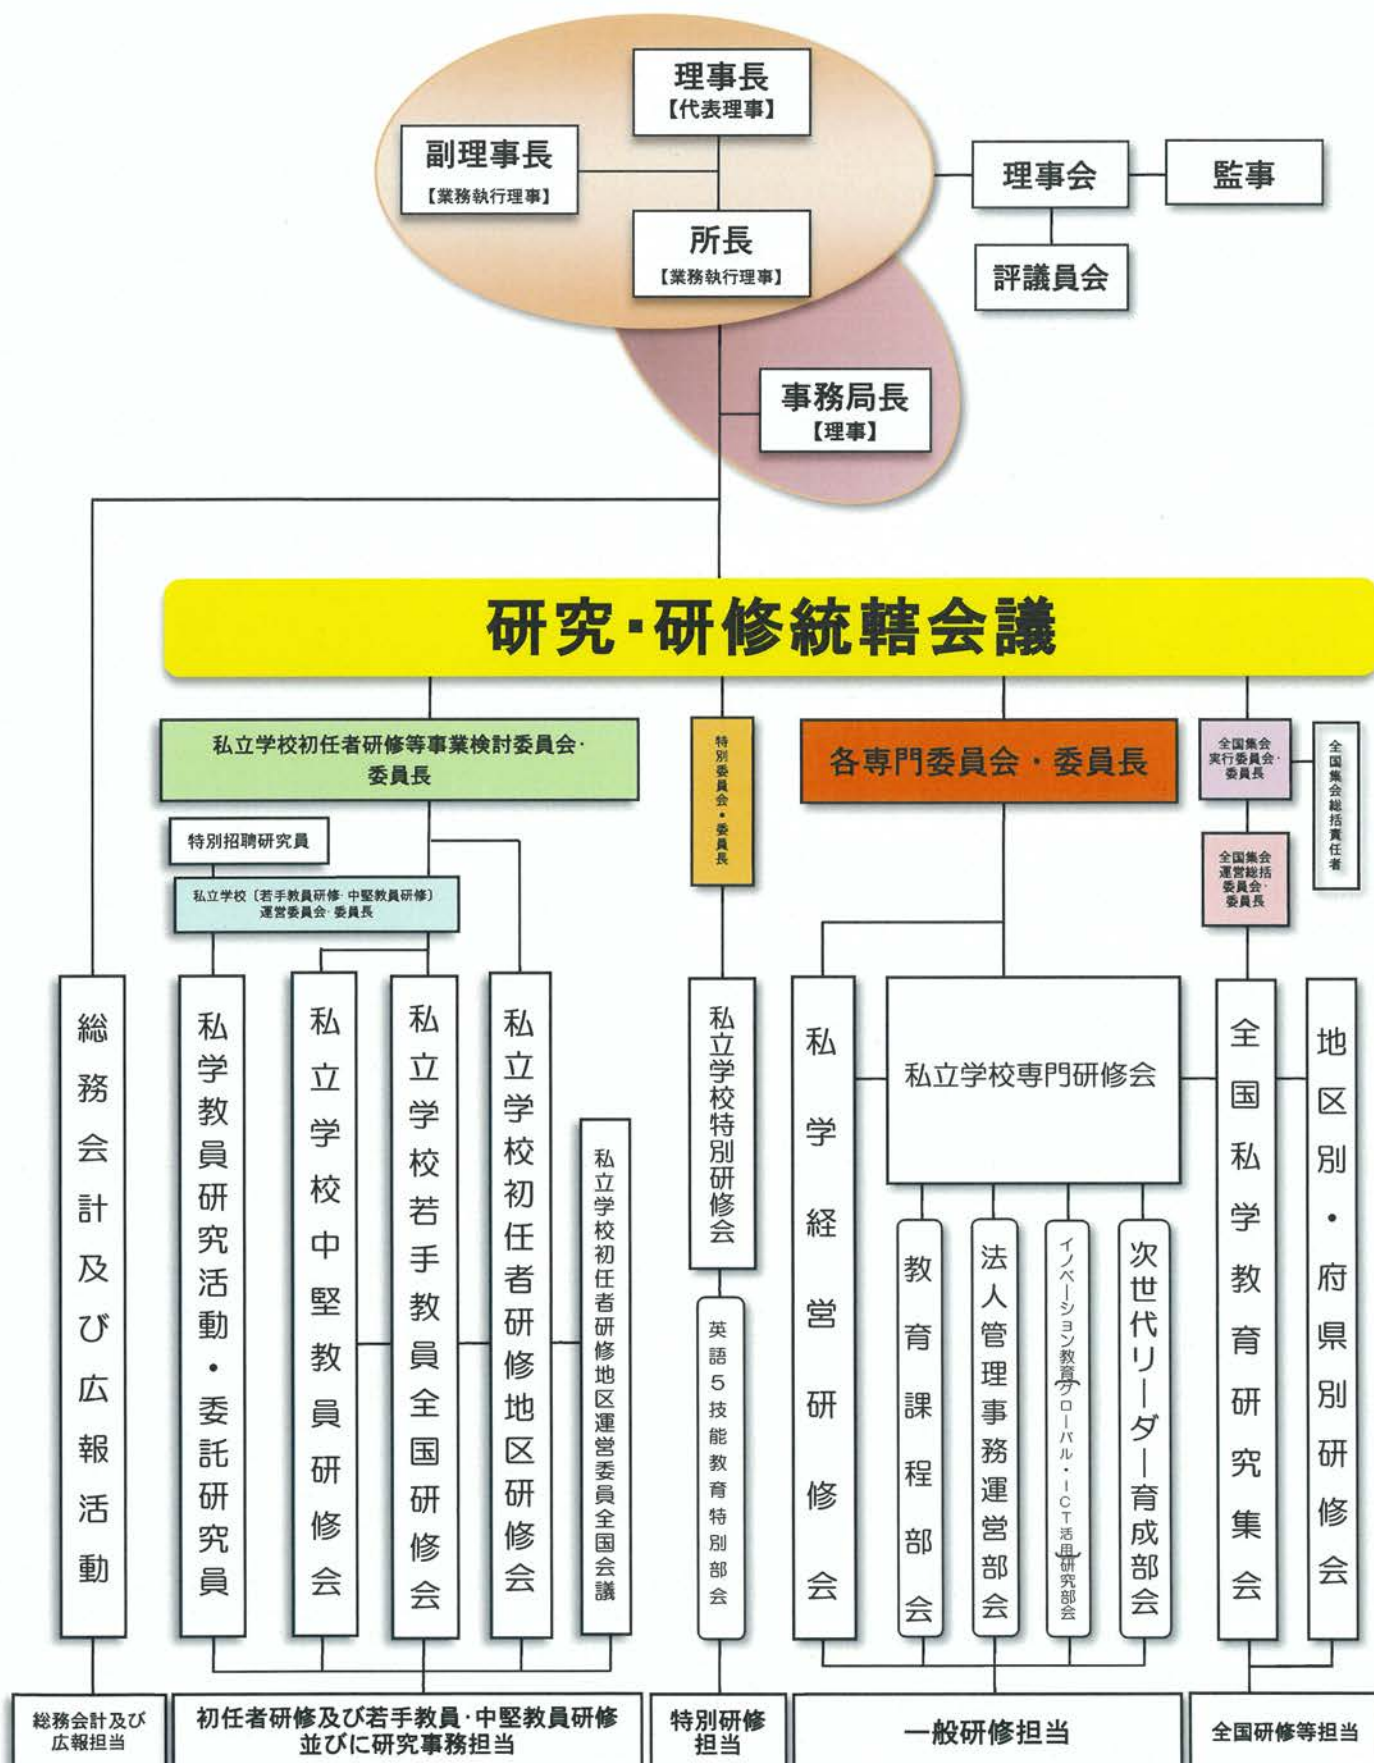 理事長
【代表理事】
副理事長
【業務執行理事】
所長
【業務執行理事】
理事会
監事
評議員会
事務局長
【理事】
研究・研修統轄会議
私立学校初任者研修等事業検討委員会・
委員長
特別委員会・委員長
各専門委員会・委員長
全国集会
実行委員会・
委員長
全国集会総括責任者
特別招聘研究員
私立学校〔若手教員研修・中堅教員研修〕
運営委員会・委員長
全国集会
運営総括
委員会・
委員長
総務会計及び広報活動
私学教員研究活動・委託研究員
私立学校中堅教員研修会
私立学校若手教員全国研修会
私立学校初任者研修地区研修会
私立学校初任者研修地区運営委員全国会議
私立学校特別研修会
英語5技能教育特別部会
私学経営研修会
私立学校専門研修会
教育課程部会
法人管理事務運営部会
イノベーション教育(グローバル・ICT活用)研究部会
次世代リーダー育成部会
全国私学教育研究集会
地区別・府県別研修会
総務会計及び
広報担当
初任者研修及び若手教員・中堅教員研修
並びに研究事務担当
特別研修
担当
一般研修担当
全国研修等担当